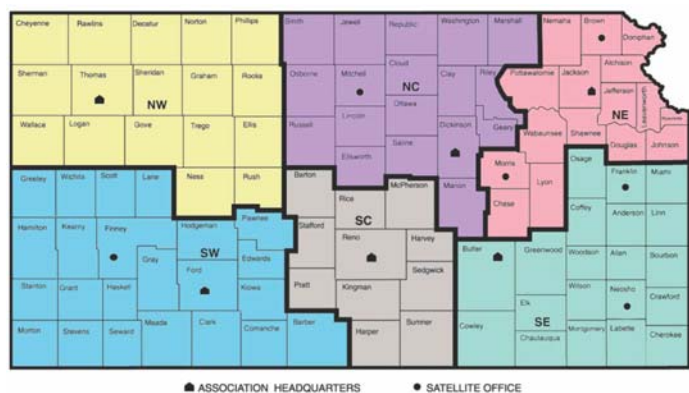 Cheyenne Rawlins Decatur Norton Phillips Smith Jewell Republic Washington Marshall Nemaha Brown Doniphan
Sherman Thomas Sheridan Graham Rooks Osborne Mitchell Cloud Clay Riley Pottawatomie Jackson Atchison
NW NC Jefferson Leavenworth
Ottawa NE
Wallace Logan Gove Trego Ellis Russell Lincoln Dickinson Geary Wabaunsee Shawnee
Ellsworth Saline Douglas Johnson
Ness Rush Morris
Greeley Wichita Scott Lane Barton McPherson Marion Chase Lyon Osage Franklin Miami
Rice
SC
Hamilton Kearny Finney Hodgeman Pawnee Stafford Coffey Anderson Linn
SW Reno Harvey Butler Greenwood Woodson Allan Bourbon
Gray Ford Edwards
Stanton Grant Haskell Kiowa Pratt Kingman Sedgwick Elk Wilson Neosho Crawford
SE
Morton Stevens Seward Meade Clark Comanche Barber Harper Sumner Cowley Chautauqua Montgomery Labette Cherokee
ASSOCIATION HEADQUARTERS SATELLITE OFFICE